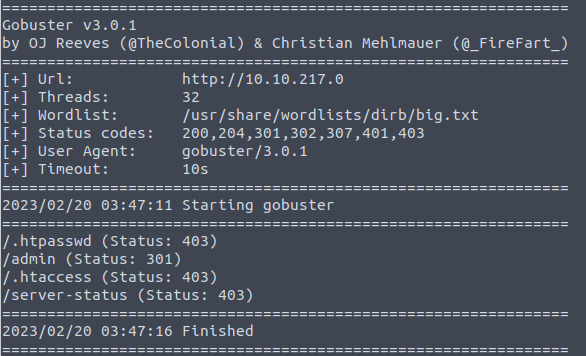 ===============================================================
Gobuster v3.0.1
by OJ Reeves (@TheColonial) & Christian Mehlmauer (@_FireFart_)
===============================================================
[+] Url:            http://10.10.217.0
[+] Threads:        32
[+] Wordlist:       /usr/share/wordlists/dirb/big.txt
[+] Status codes:   200,204,301,302,307,401,403
[+] User Agent:     gobuster/3.0.1
[+] Timeout:        10s
===============================================================
2023/02/20 03:47:11 Starting gobuster
===============================================================
/.htpasswd (Status: 403)
/admin (Status: 301)
/.htaccess (Status: 403)
/server-status (Status: 403)
===============================================================
2023/02/20 03:47:16 Finished
===============================================================